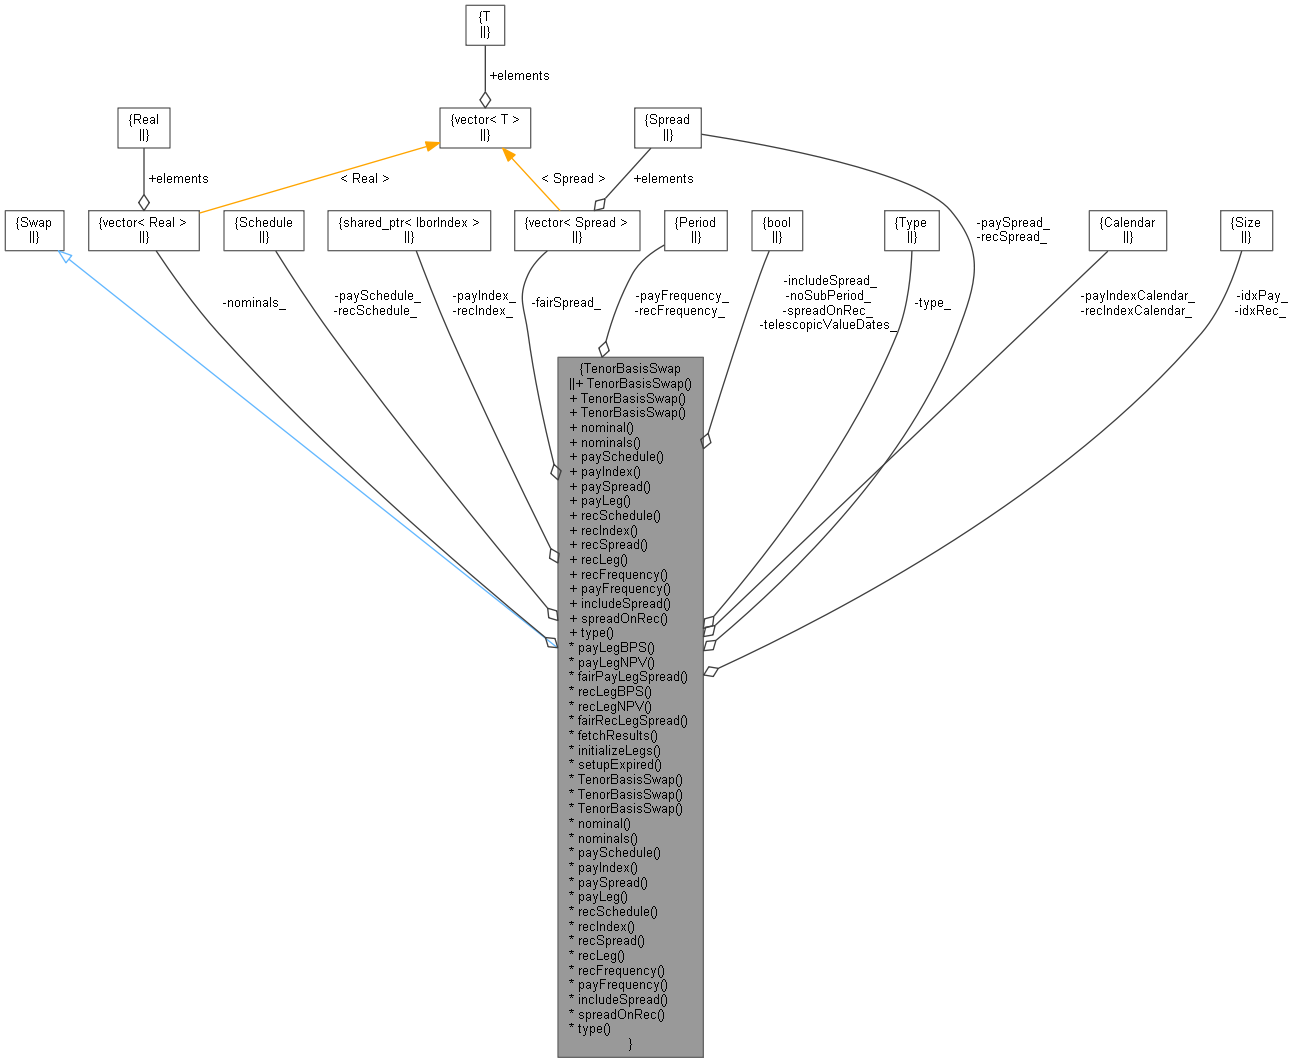 {T
||}
+elements
{Real
||}
{vector< T >
||}
{Spread
||}
+elements
< Real >
< Spread >
+elements
{Swap
||}
{vector< Real >
||}
{Schedule
||}
{shared_ptr< IborIndex >
||}
{vector< Spread >
||}
{Period
||}
{bool
||}
{Type
||}
-paySpread_
-recSpread_
{Calendar
||}
{Size
||}
-nominals_
-paySchedule_
-recSchedule_
-payIndex_
-recIndex_
-fairSpread_
-payFrequency_
-recFrequency_
-includeSpread_
-noSubPeriod_
-spreadOnRec_
-telescopicValueDates_
-type_
-payIndexCalendar_
-recIndexCalendar_
-idxPay_
-idxRec_
{TenorBasisSwap
||+ TenorBasisSwap()
+ TenorBasisSwap()
+ TenorBasisSwap()
+ nominal()
+ nominals()
+ paySchedule()
+ payIndex()
+ paySpread()
+ payLeg()
+ recSchedule()
+ recIndex()
+ recSpread()
+ recLeg()
+ recFrequency()
+ payFrequency()
+ includeSpread()
+ spreadOnRec()
+ type()
* payLegBPS()
* payLegNPV()
* fairPayLegSpread()
* recLegBPS()
* recLegNPV()
* fairRecLegSpread()
* fetchResults()
* initializeLegs()
* setupExpired()
* TenorBasisSwap()
* TenorBasisSwap()
* TenorBasisSwap()
* nominal()
* nominals()
* paySchedule()
* payIndex()
* paySpread()
* payLeg()
* recSchedule()
* recIndex()
* recSpread()
* recLeg()
* recFrequency()
* payFrequency()
* includeSpread()
* spreadOnRec()
* type()
}